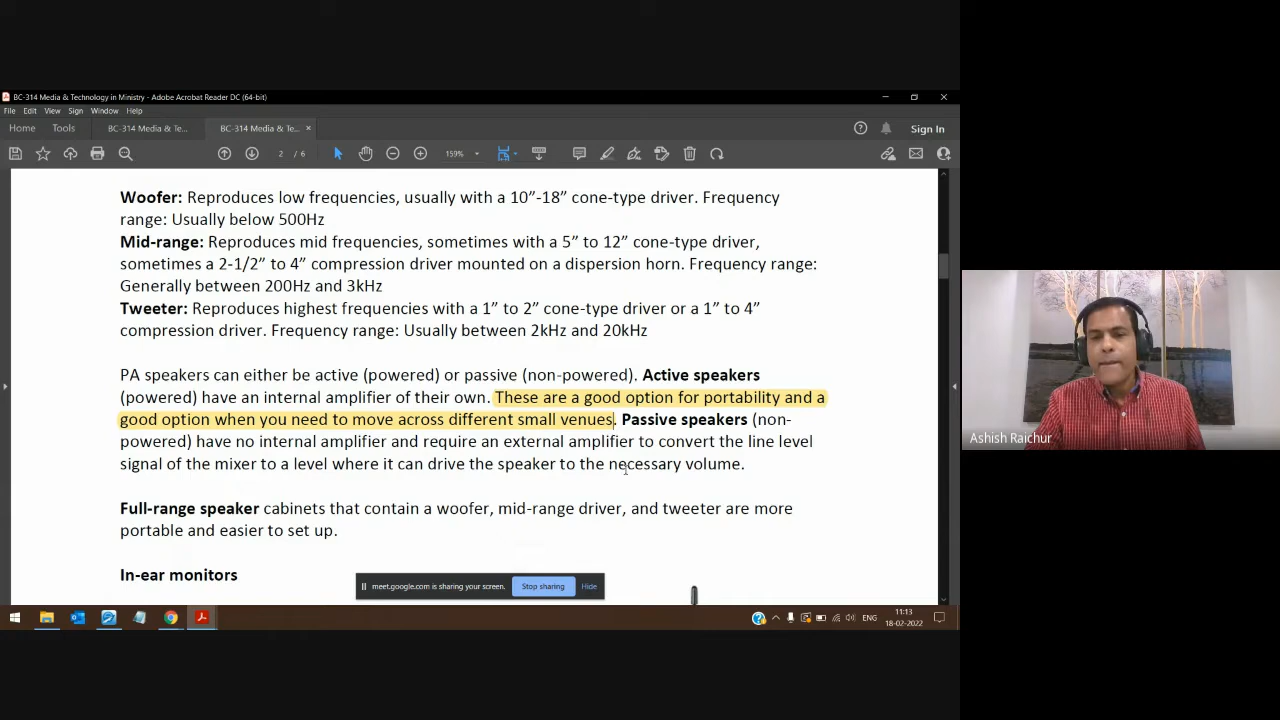 BC-314 Media & Technology in Ministry - Adobe Acrobat Reader DC (64-bit)
File Edit View Sign Window Help
Home Tools BC-314 Media & Te... BC-314 Media & Te... × Sign In
2 / 6 159%
Woofer: Reproduces low frequencies, usually with a 10”-18” cone-type driver. Frequency
range: Usually below 500Hz
Mid-range: Reproduces mid frequencies, sometimes with a 5” to 12” cone-type driver,
sometimes a 2-1/2” to 4” compression driver mounted on a dispersion horn. Frequency range:
Generally between 200Hz and 3kHz
Tweeter: Reproduces highest frequencies with a 1” to 2” cone-type driver or a 1” to 4”
compression driver. Frequency range: Usually between 2kHz and 20kHz
PA speakers can either be active (powered) or passive (non-powered). Active speakers
(powered) have an internal amplifier of their own. These are a good option for portability and a
good option when you need to move across different small venues. Passive speakers (non-
powered) have no internal amplifier and require an external amplifier to convert the line level
signal of the mixer to a level where it can drive the speaker to the necessary volume.
Full-range speaker cabinets that contain a woofer, mid-range driver, and tweeter are more
portable and easier to set up.
In-ear monitors
meet.google.com is sharing your screen. Stop sharing Hide
ENG
11:13
18-02-2022
Ashish Raichur